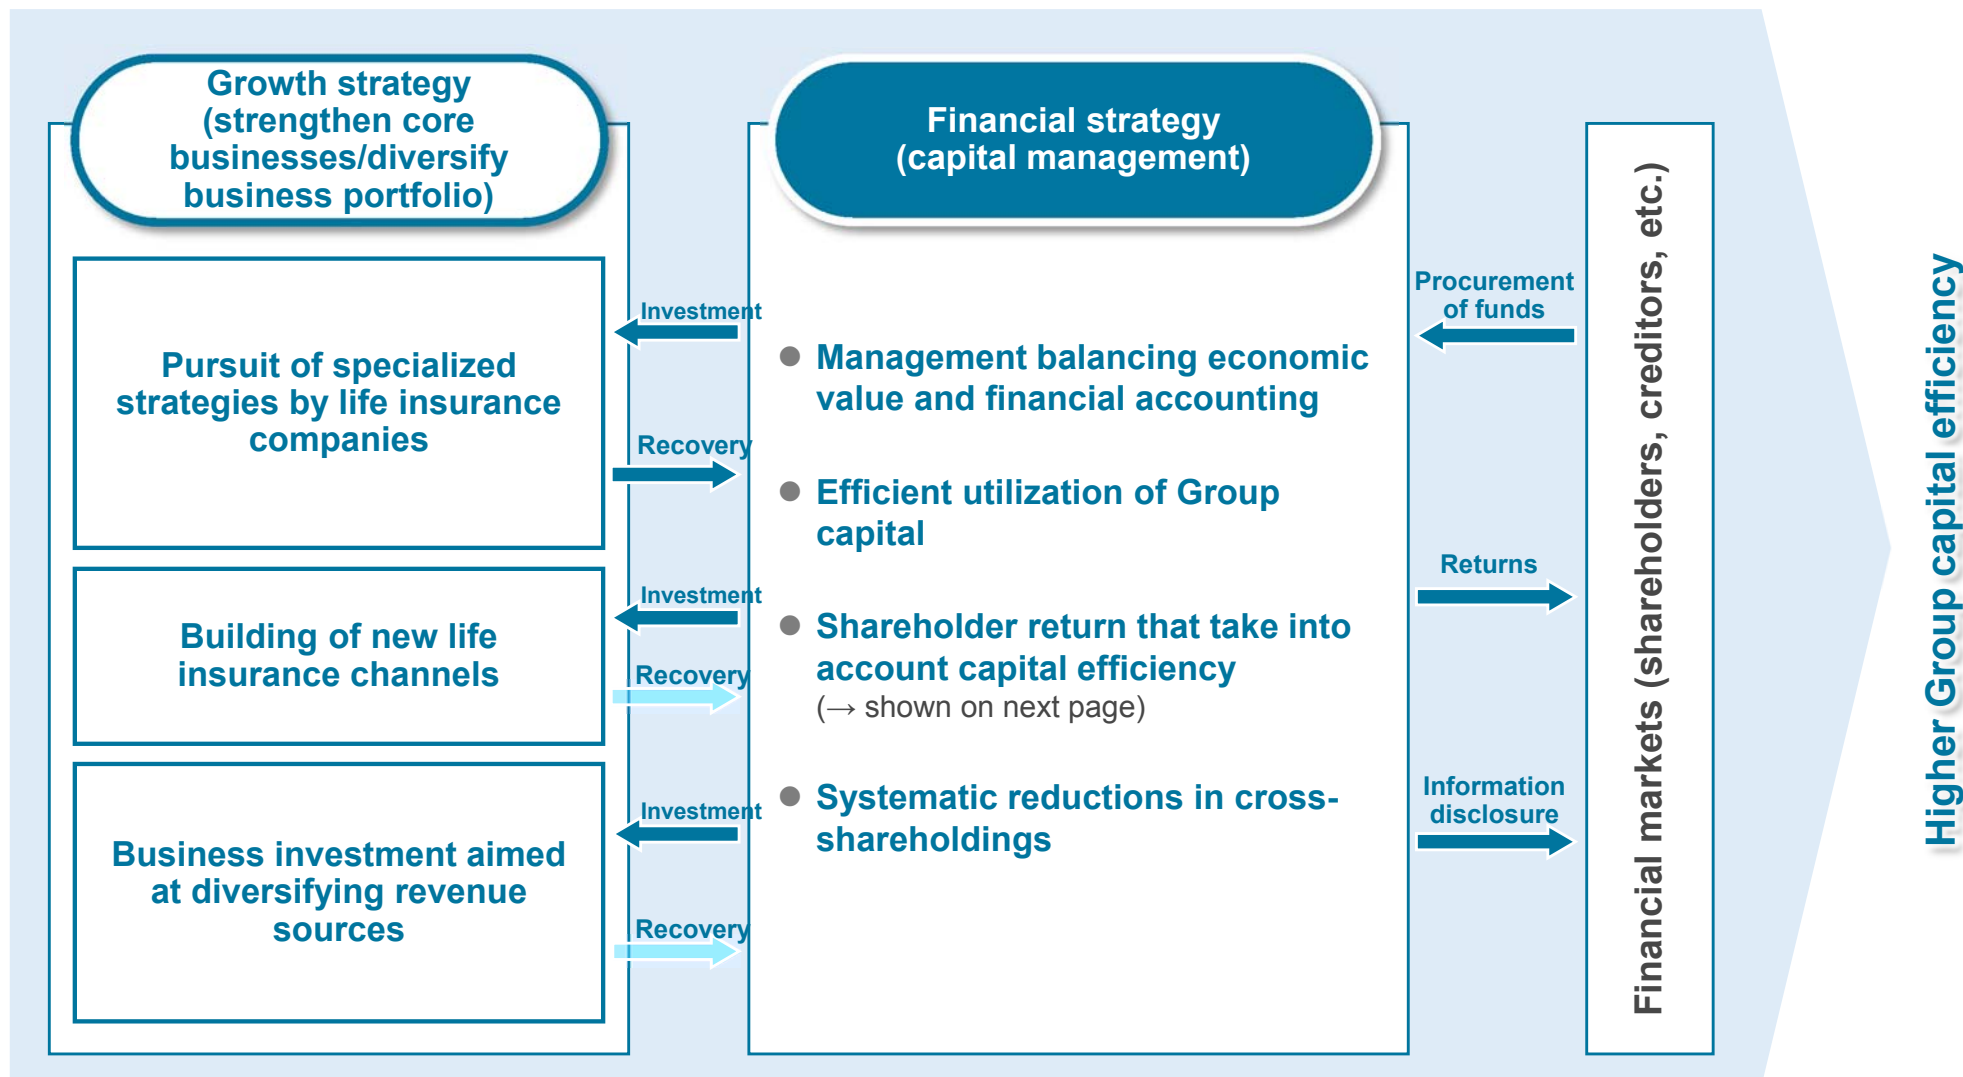 Growth strategy
(strengthen core
businesses/diversify
business portfolio)
Pursuit of specialized
strategies by life insurance
companies
Building of new life
insurance channels
Business investment aimed
at diversifying revenue
sources
Investment
Recovery
Investment
Recovery
Investment
Recovery
Financial strategy
(capital management)
● Management balancing economic
value and financial accounting
● Efficient utilization of Group
capital
● Shareholder return that take into
account capital efficiency
(→ shown on next page)
● Systematic reductions in cross-
shareholdings
Procurement
of funds
Returns
Information
disclosure
Financial markets (shareholders, creditors, etc.)
Higher Group capital efficiency